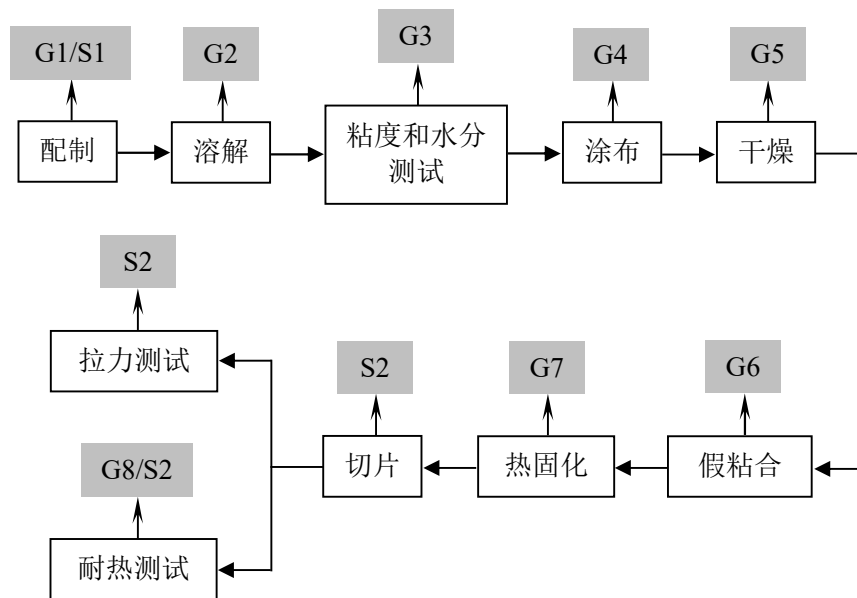 G1/S1
G2
G3
G4
G5
配制
溶解
粘度和水分
测试
涂布
干燥
S2
拉力测试
S2
G7
G6
G8/S2
切片
热固化
假粘合
耐热测试